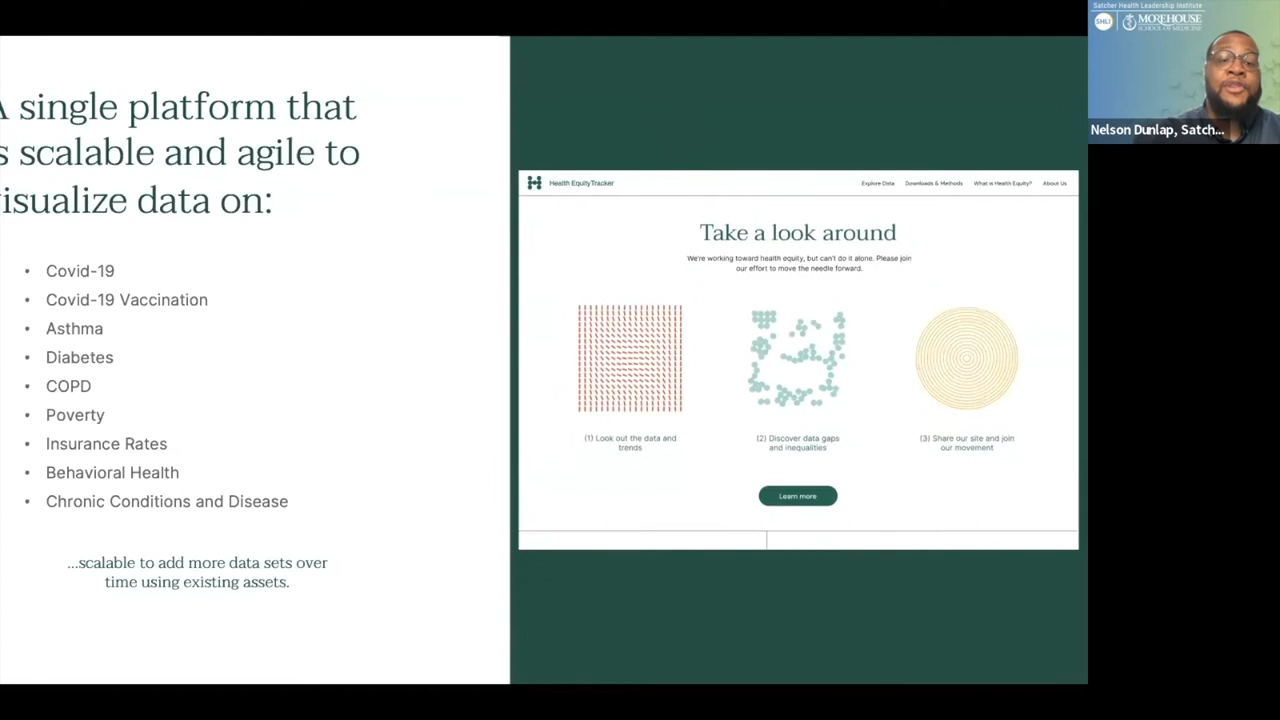 A single platform that
s scalable and agile to
visualize data on:
• Covid-19
• Covid-19 Vaccination
• Asthma
• Diabetes
• COPD
• Poverty
• Insurance Rates
• Behavioral Health
• Chronic Conditions and Disease
...scalable to add more data sets over
time using existing assets.
Health EquityTracker
Explore Data Downloads & Methods What is Health Equity? About Us
Take a look around
We're working toward health equity, but can't do it alone. Please join
our effort to move the needle forward.
(1) Look out the data and
trends
(2) Discover data gaps
and inequalities
(3) Share our site and join
our movement
Learn more
Satcher Health Leadership Institute
SHLI MOREHOUSE
SCHOOL OF MEDICINE
Nelson Dunlap, Satch...